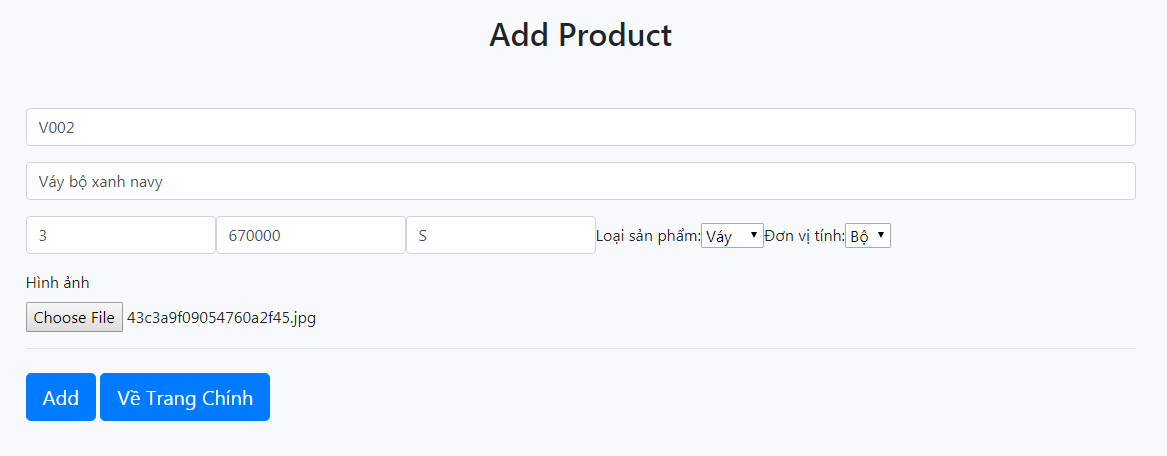 Add Product
V002
Váy bộ xanh navy
3 670000 S Loại sản phẩm: Váy Đơn vị tính: Bộ
Hình ảnh
Choose File 43c3a9f09054760a2f45.jpg
Add Về Trang Chính